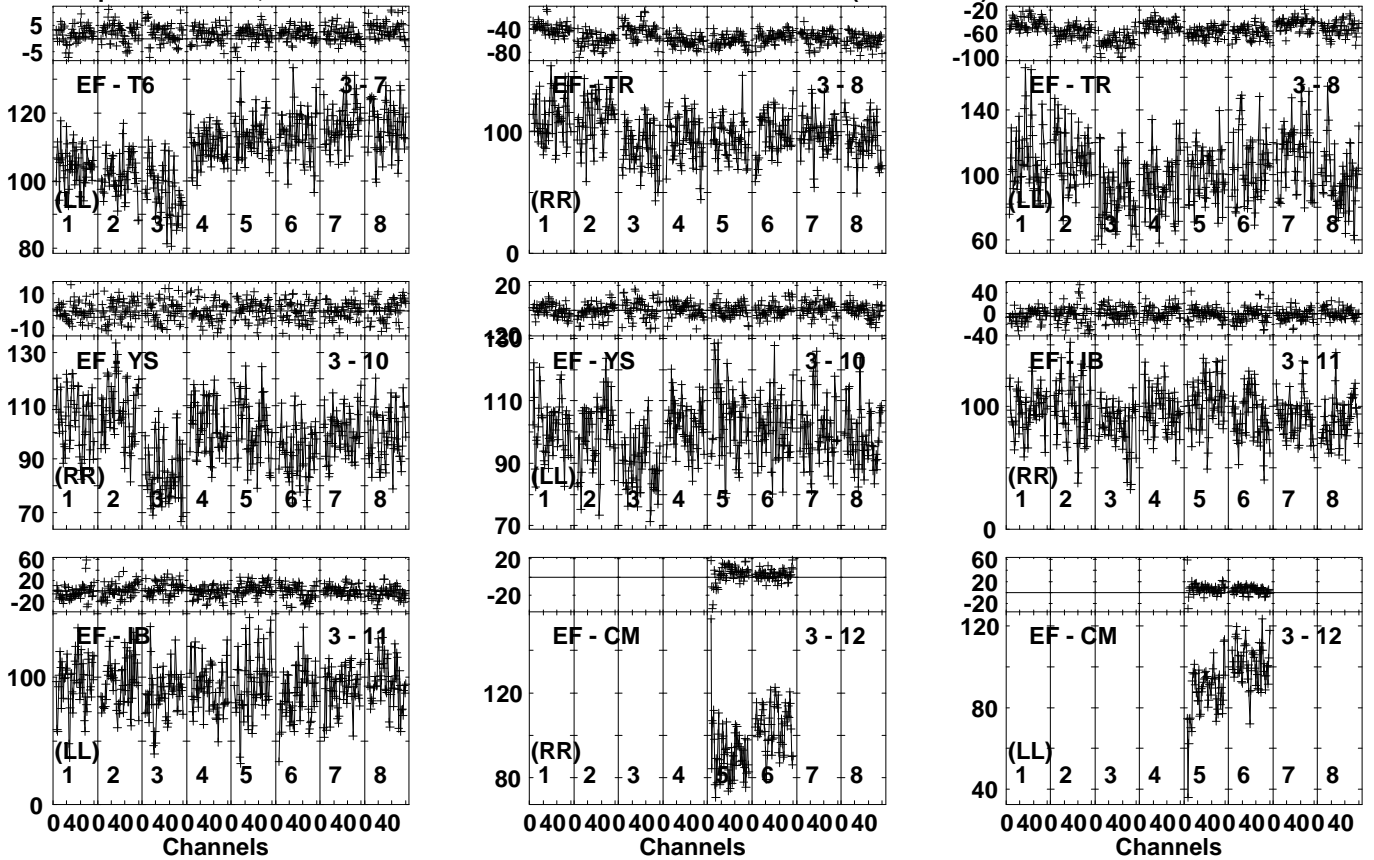 5
-5
EF - T6 3 - 7
120
100
(LL)
80
1 2 3 4 5 6 7 8
-40
-80
EF - TR 3 - 8
100
(RR)
0
1 2 3 4 5 6 7 8
-20
-60
-100
EF - TR 3 - 8
140
100
(LL)
60
1 2 3 4 5 6 7 8
10
-10
EF - YS 3 - 10
130
110
90
(RR)
70
1 2 3 4 5 6 7 8
20
EF - YS 3 - 10
110
90
(LL)
70
1 2 3 4 5 6 7 8
40
0
-40
EF - IB 3 - 11
100
(RR)
0
1 2 3 4 5 6 7 8
60
20
-20
EF - IB 3 - 11
100
(LL)
0
1 2 3 4 5 6 7 8
0 40 0 40 0 40 0 40 0 40 0 40 0 40 0 40
Channels
20
-20
EF - CM 3 - 12
120
80
(RR)
1 2 3 4 5 6 7 8
0 40 0 40 0 40 0 40 0 40 0 40 0 40 0 40
Channels
60
20
-20
EF - CM 3 - 12
120
80
40
(LL)
1 2 3 4 5 6 7 8
0 40 0 40 0 40 0 40 0 40 0 40 0 40 0 40
Channels